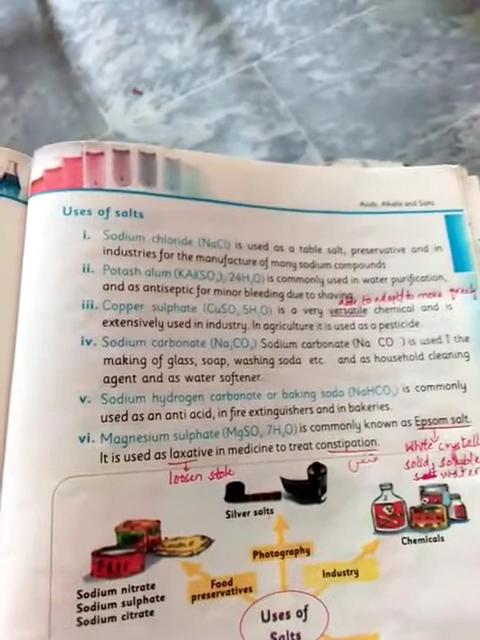 Acids, Alkalis and Salts
Uses of salts
i. Sodium chloride (NaCl) is used as a table salt, preservative and in
industries for the manufacture of many sodium compounds
ii. Potash alum (KAl(SO₄)₂ 24H₂O) is commonly used in water purification,
and as antiseptic for minor bleeding due to shaving.
to adapt to more
iii. Copper sulphate (CuSO₄ 5H₂O) is a very versatile chemical and is
extensively used in industry. In agriculture it is used as a pesticide.
iv. Sodium carbonate (Na₂CO₃) Sodium carbonate (Na CO ) is used I the
making of glass, soap, washing soda etc. and as household cleaning
agent and as water softener.
v. Sodium hydrogen carbonate or baking soda (NaHCO₃) is commonly
used as an anti acid, in fire extinguishers and in bakeries.
vi. Magnesium sulphate (MgSO₄ 7H₂O) is commonly known as Epsom salt.
It is used as laxative in medicine to treat constipation.
loosen stole
قبض
White crystall
solid, soluble
water
Silver salts
Chemicals
Photography
Food
preservatives
Industry
Sodium nitrate
Sodium sulphate
Sodium citrate
Uses of
Salts